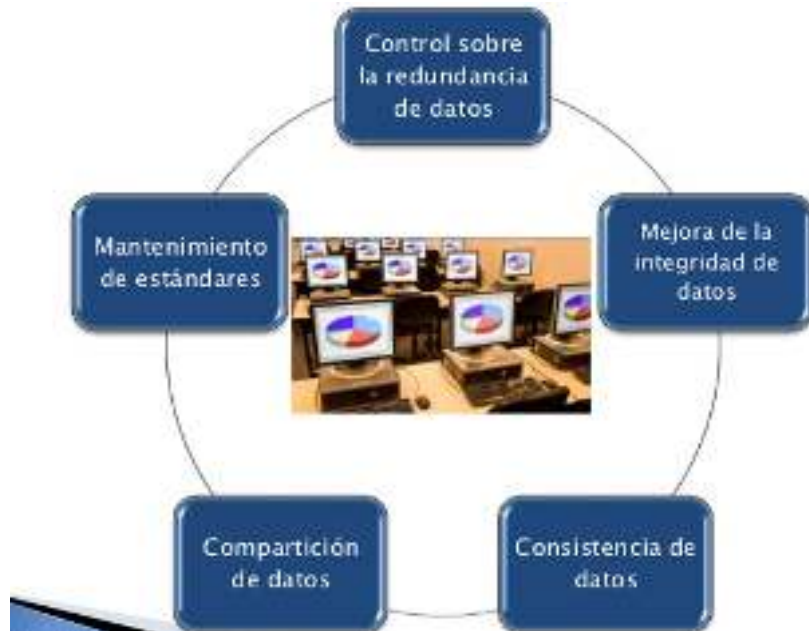 Control sobre
la redundancia
de datos
Mejora de la
integridad de
datos
Consistencia de
datos
Compartición
de datos
Mantenimiento
de estándares